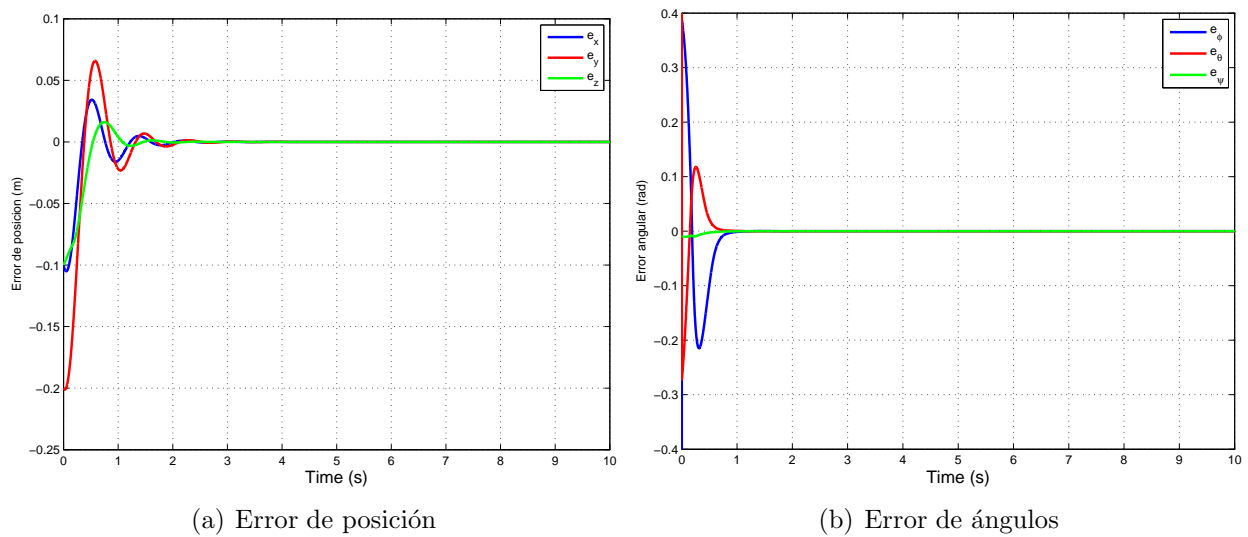 0.1
0.05
0
−0.05
−0.1
−0.15
−0.2
−0.25
Error de posicion (m)
0 1 2 3 4 5 6 7 8 9 10
Time (s)
e_x
e_y
e_z
(a) Error de posición
0.4
0.3
0.2
0.1
0
−0.1
−0.2
−0.3
−0.4
Error angular (rad)
0 1 2 3 4 5 6 7 8 9 10
Time (s)
e_ϕ
e_θ
e_ψ
(b) Error de ángulos